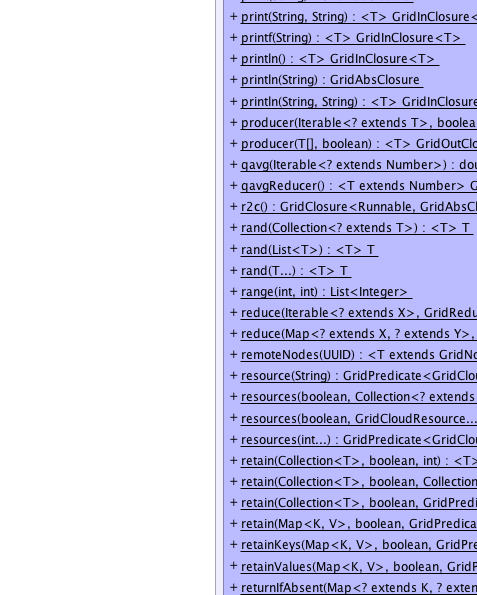 + print(String, String) : <T> GridInClosure<
+ printf(String) : <T> GridInClosure<T>
+ println() : <T> GridInClosure<T>
+ println(String) : GridAbsClosure
+ println(String, String) : <T> GridInClosure
+ producer(Iterable<? extends T>, boolea
+ producer(T[], boolean) : <T> GridOutClo
+ qavg(Iterable<? extends Number>) : dou
+ qavgReducer() : <T extends Number> G
+ r2c() : GridClosure<Runnable, GridAbsCl
+ rand(Collection<? extends T>) : <T> T
+ rand(List<T>) : <T> T
+ rand(T...) : <T> T
+ range(int, int) : List<Integer>
+ reduce(Iterable<? extends X>, GridRedu
+ reduce(Map<? extends X, ? extends Y>,
+ remoteNodes(UUID) : <T extends GridNo
+ resource(String) : GridPredicate<GridClou
+ resources(boolean, Collection<? extends
+ resources(boolean, GridCloudResource...
+ resources(int...) : GridPredicate<GridClou
+ retain(Collection<T>, boolean, int) : <T>
+ retain(Collection<T>, boolean, Collection
+ retain(Collection<T>, boolean, GridPredi
+ retain(Map<K, V>, boolean, GridPredica
+ retainKeys(Map<K, V>, boolean, GridPre
+ retainValues(Map<K, V>, boolean, GridP
+ returnIfAbsent(Map<? extends K, ? exten